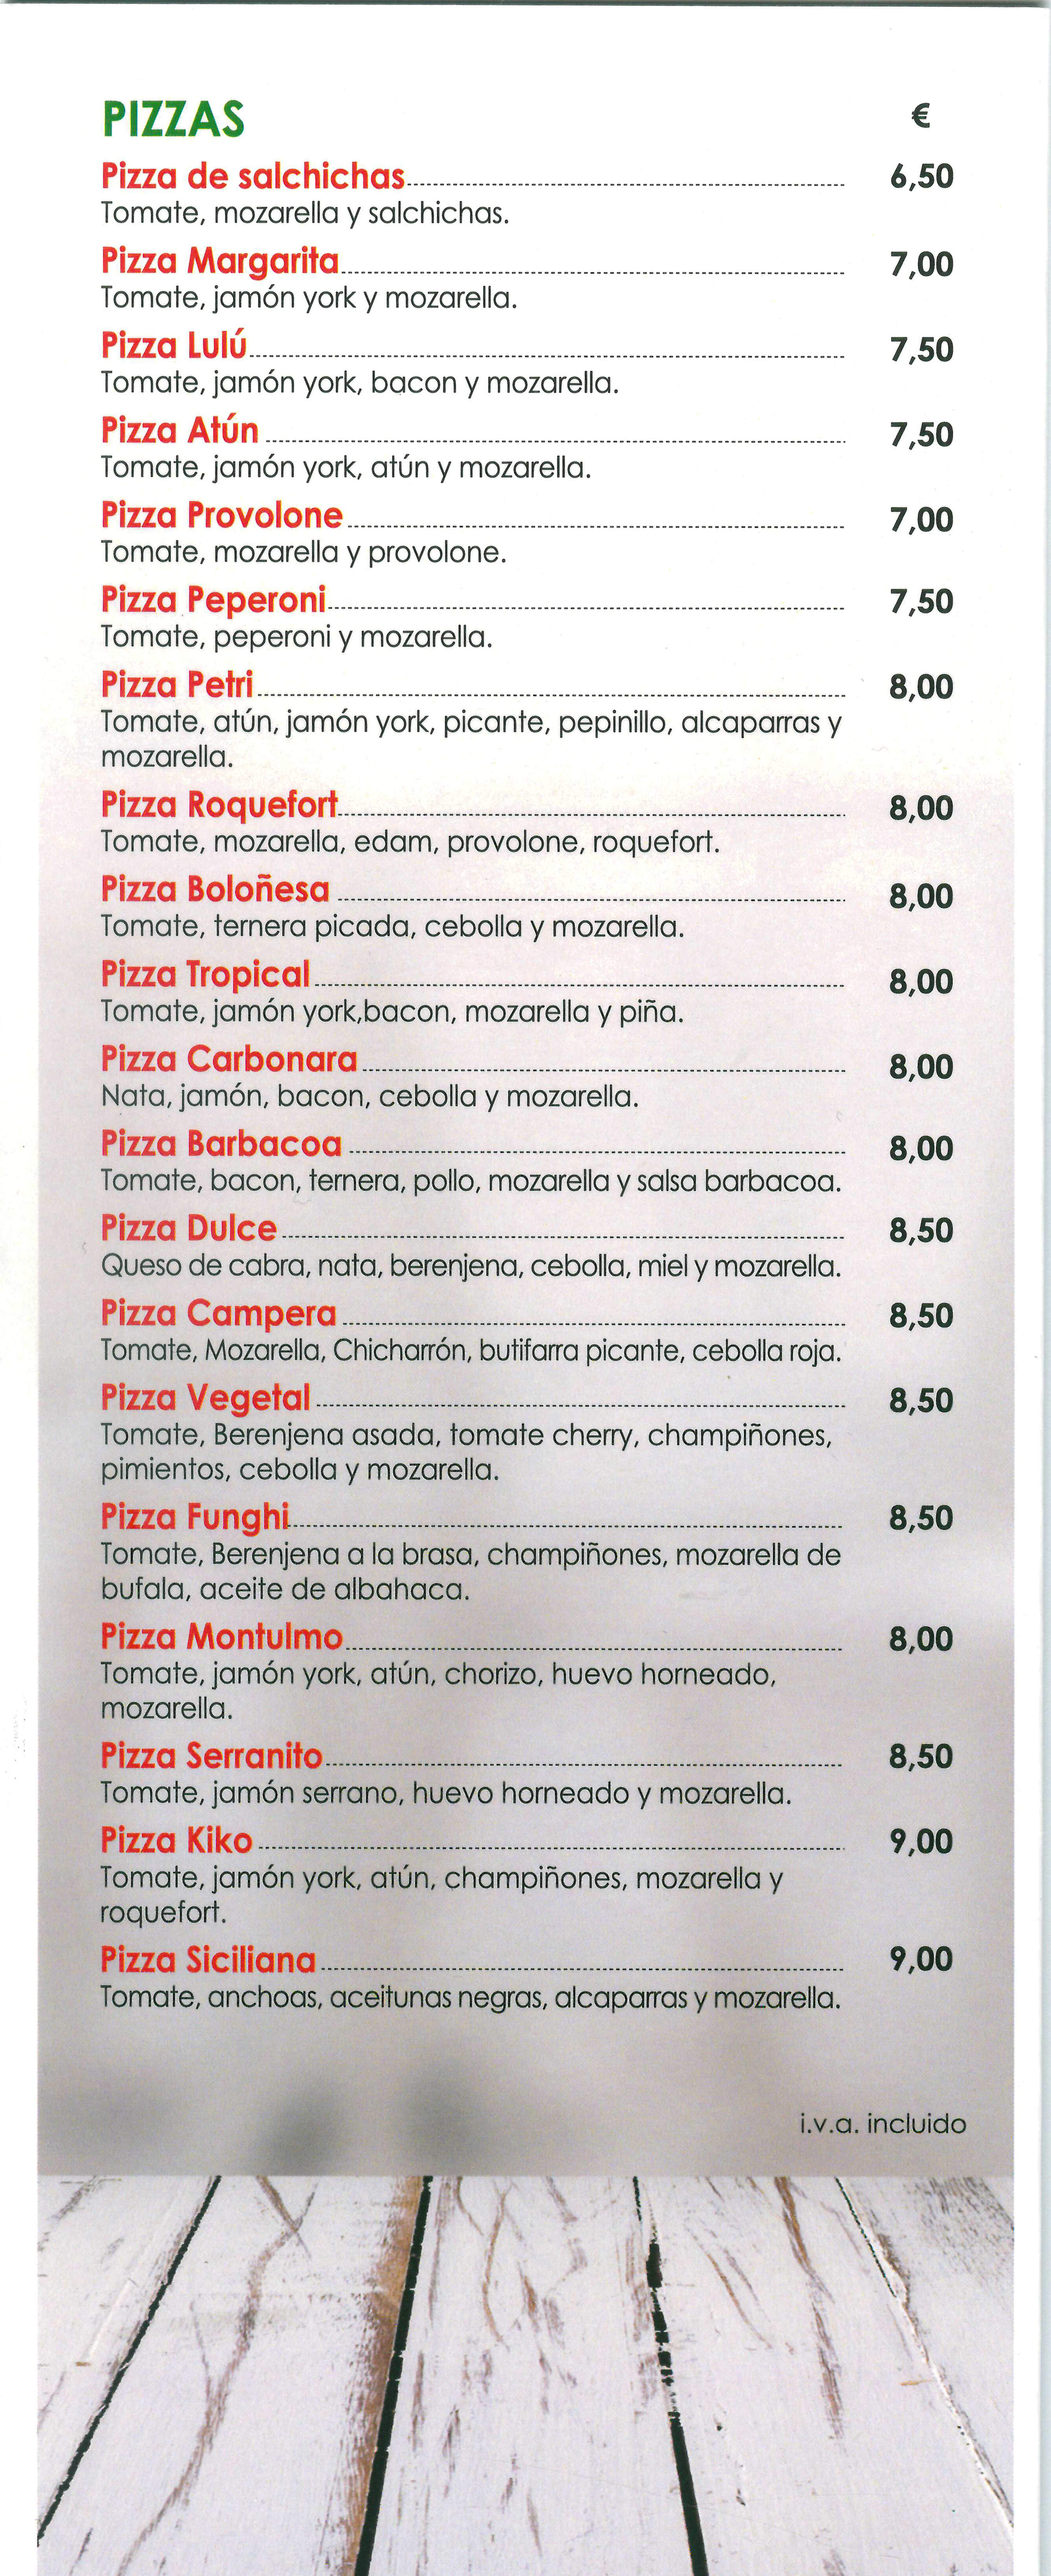 PIZZAS €
Pizza de salchichas 6,50
Tomate, mozarella y salchichas.
Pizza Margarita 7,00
Tomate, jamón york y mozarella.
Pizza Lulú 7,50
Tomate, jamón york, bacon y mozarella.
Pizza Atún 7,50
Tomate, jamón york, atún y mozarella.
Pizza Provolone 7,00
Tomate, mozarella y provolone.
Pizza Peperoni 7,50
Tomate, peperoni y mozarella.
Pizza Petri 8,00
Tomate, atún, jamón york, picante, pepinillo, alcaparras y
mozarella.
Pizza Roquefort 8,00
Tomate, mozarella, edam, provolone, roquefort.
Pizza Boloñesa 8,00
Tomate, ternera picada, cebolla y mozarella.
Pizza Tropical 8,00
Tomate, jamón york,bacon, mozarella y piña.
Pizza Carbonara 8,00
Nata, jamón, bacon, cebolla y mozarella.
Pizza Barbacoa 8,00
Tomate, bacon, ternera, pollo, mozarella y salsa barbacoa.
Pizza Dulce 8,50
Queso de cabra, nata, berenjena, cebolla, miel y mozarella.
Pizza Campera 8,50
Tomate, Mozarella, Chicharrón, butifarra picante, cebolla roja.
Pizza Vegetal 8,50
Tomate, Berenjena asada, tomate cherry, champiñones,
pimientos, cebolla y mozarella.
Pizza Funghi 8,50
Tomate, Berenjena a la brasa, champiñones, mozarella de
bufala, aceite de albahaca.
Pizza Montulmo 8,00
Tomate, jamón york, atún, chorizo, huevo horneado,
mozarella.
Pizza Serranito 8,50
Tomate, jamón serrano, huevo horneado y mozarella.
Pizza Kiko 9,00
Tomate, jamón york, atún, champiñones, mozarella y
roquefort.
Pizza Siciliana 9,00
Tomate, anchoas, aceitunas negras, alcaparras y mozarella.
i.v.a. incluido